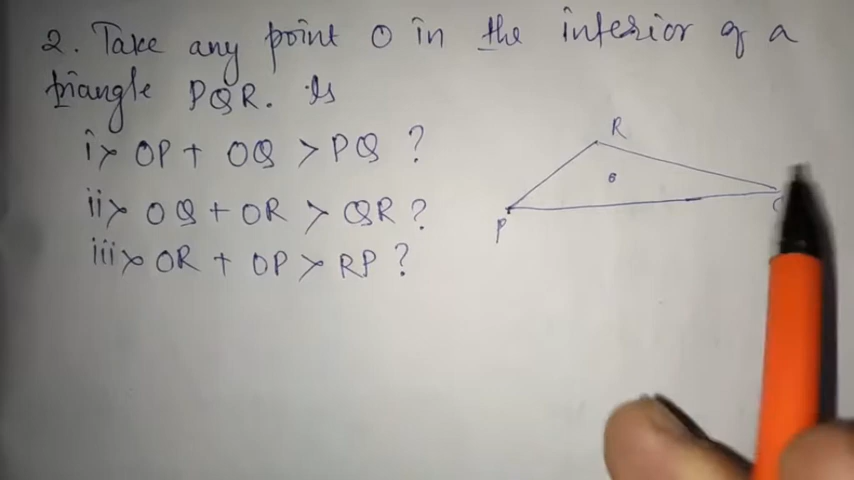 2. Take any point O in the interior of a
triangle PQR. Is
i> OP + OQ > PQ ?
ii> OQ + OR > QR ?
iii> OR + OP > RP ?
R
P